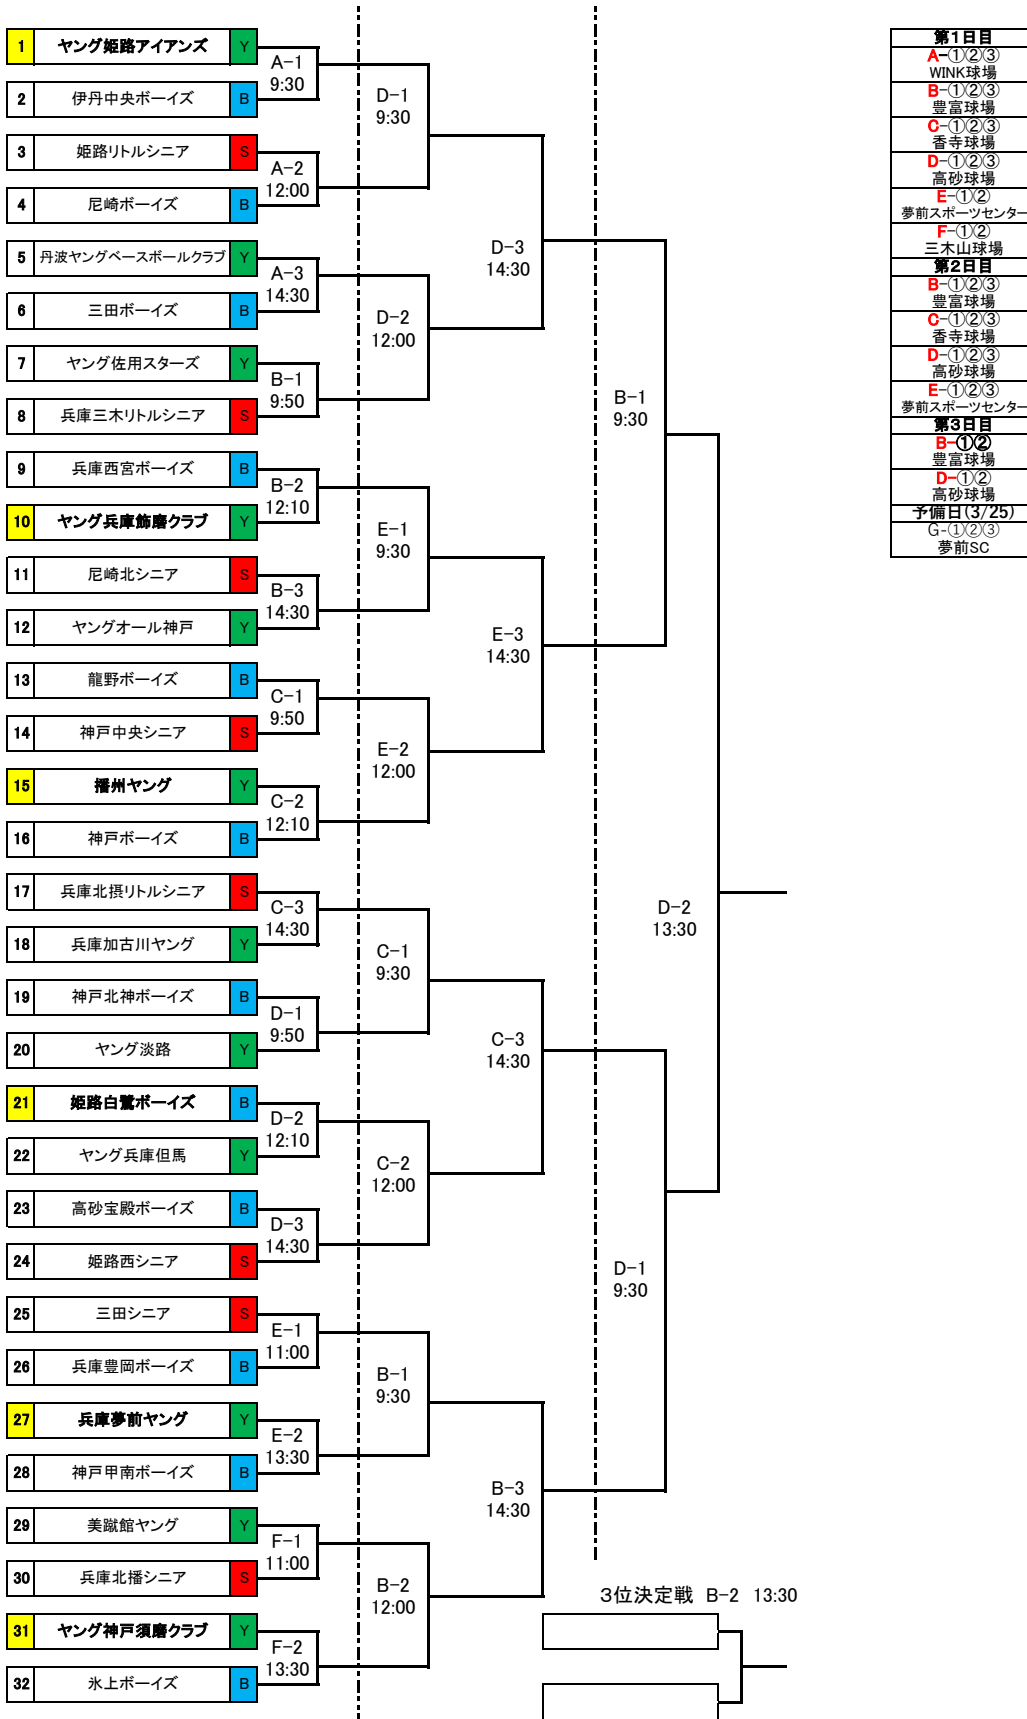 1 ヤング姫路アイアンズ Y
A-1
9:30
2 伊丹中央ボーイズ B
D-1
9:30
3 姫路リトルシニア S
A-2
12:00
4 尼崎ボーイズ B
D-3
14:30
5 丹波ヤングベースボールクラブ Y
A-3
14:30
6 三田ボーイズ B
D-2
12:00
7 ヤング佐用スターズ Y
B-1
9:50
8 兵庫三木リトルシニア S
B-1
9:30
9 兵庫西宮ボーイズ B
B-2
12:10
10 ヤング兵庫飾磨クラブ Y
E-1
9:30
11 尼崎北シニア S
B-3
14:30
12 ヤングオール神戸 Y
E-3
14:30
13 龍野ボーイズ B
C-1
9:50
14 神戸中央シニア S
E-2
12:00
15 播州ヤング Y
C-2
12:10
16 神戸ボーイズ B
17 兵庫北摂リトルシニア S
C-3
14:30
D-2
13:30
18 兵庫加古川ヤング Y
C-1
9:30
19 神戸北神ボーイズ B
D-1
9:50
20 ヤング淡路 Y
C-3
14:30
21 姫路白鷺ボーイズ B
D-2
12:10
22 ヤング兵庫但馬 Y
C-2
12:00
23 高砂宝殿ボーイズ B
D-3
14:30
24 姫路西シニア S
D-1
9:30
25 三田シニア S
E-1
11:00
26 兵庫豊岡ボーイズ B
B-1
9:30
27 兵庫夢前ヤング Y
E-2
13:30
28 神戸甲南ボーイズ B
B-3
14:30
29 美蹴館ヤング Y
F-1
11:00
30 兵庫北播シニア S
B-2
12:00
31 ヤング神戸須磨クラブ Y
F-2
13:30
32 氷上ボーイズ B
3位決定戦 B-2 13:30
第1日目
A-①②③
WINK球場
B-①②③
豊富球場
C-①②③
香寺球場
D-①②③
高砂球場
E-①②
夢前スポーツセンター
F-①②
三木山球場
第2日目
B-①②③
豊富球場
C-①②③
香寺球場
D-①②③
高砂球場
E-①②③
夢前スポーツセンター
第3日目
B-①②
豊富球場
D-①②
高砂球場
予備日(3/25)
G-①②③
夢前SC